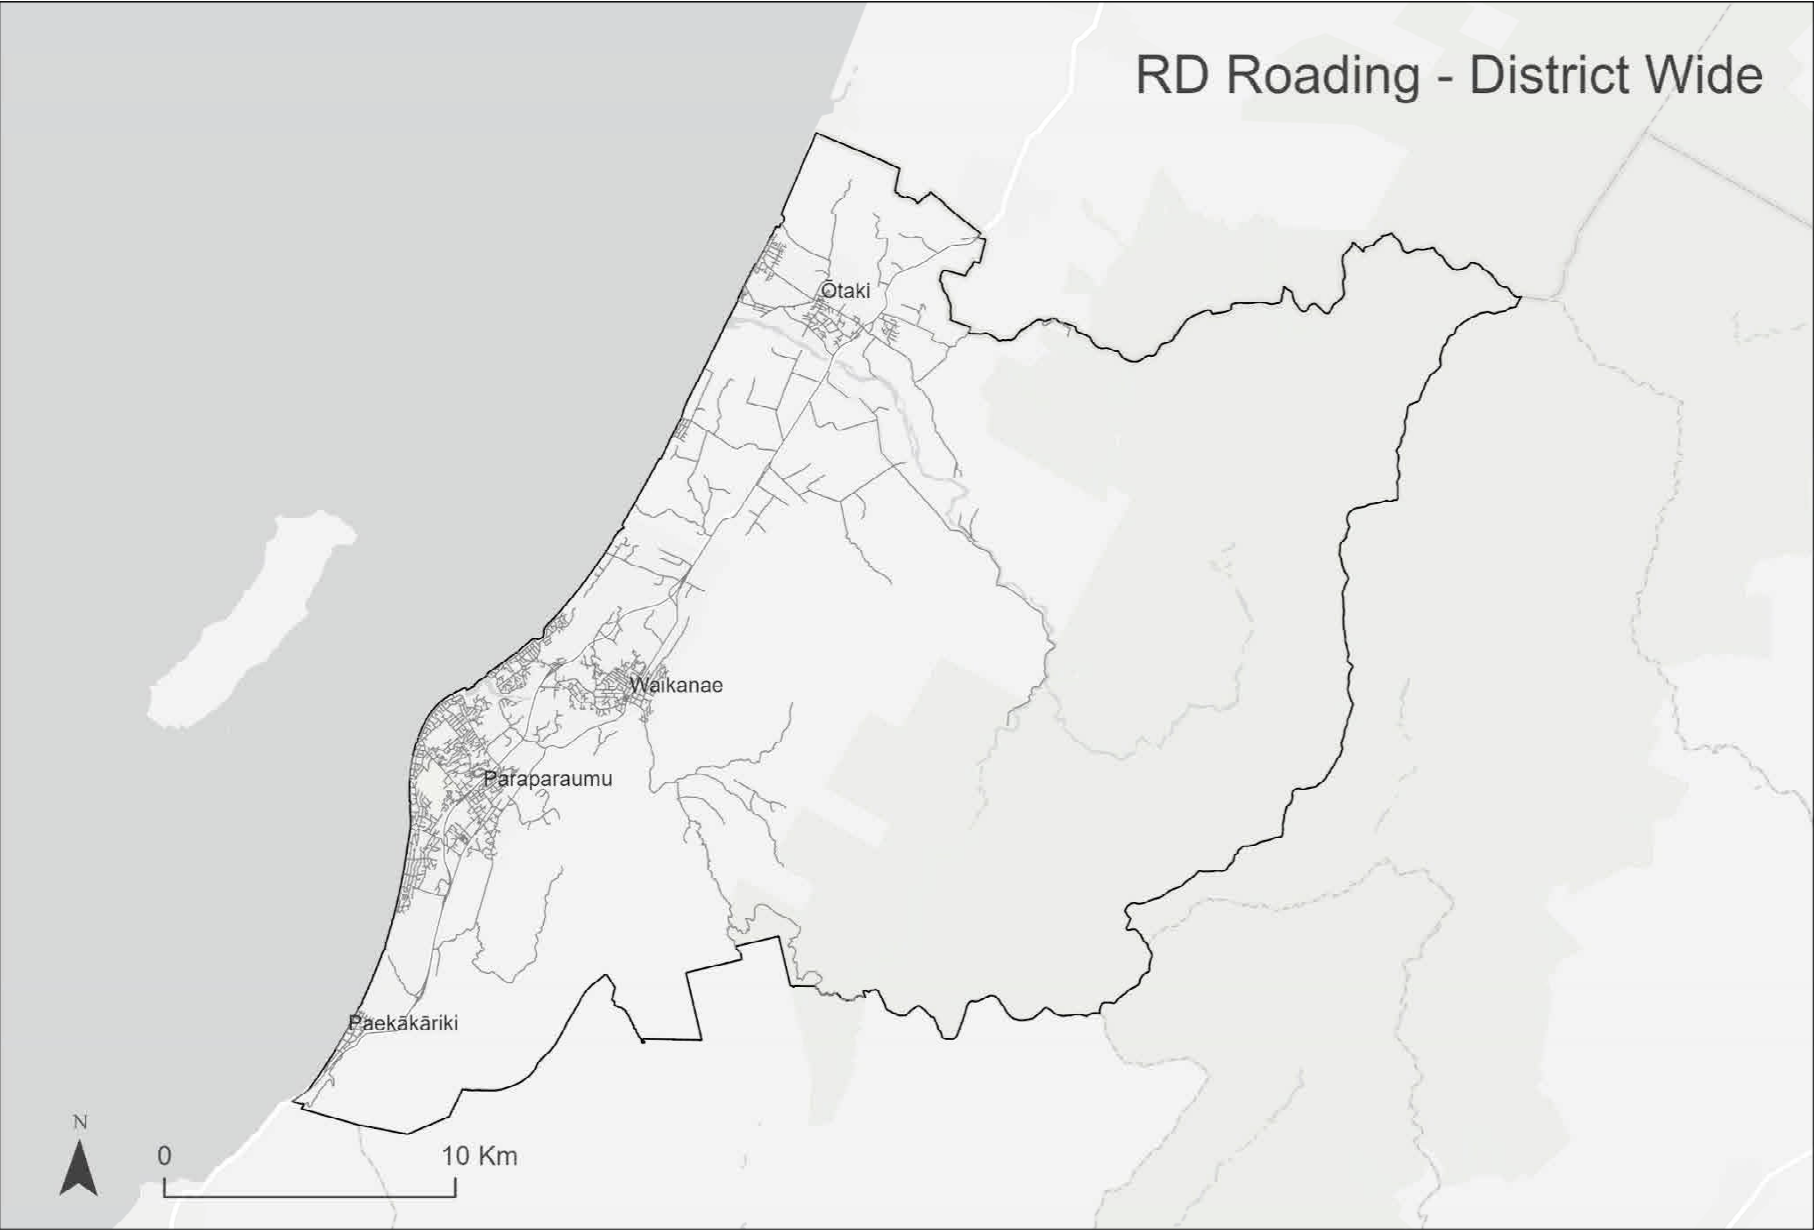 RD Roading - District Wide
Ōtaki
Waikanae
Paraparaumu
Paekākāriki
N
0 10 Km